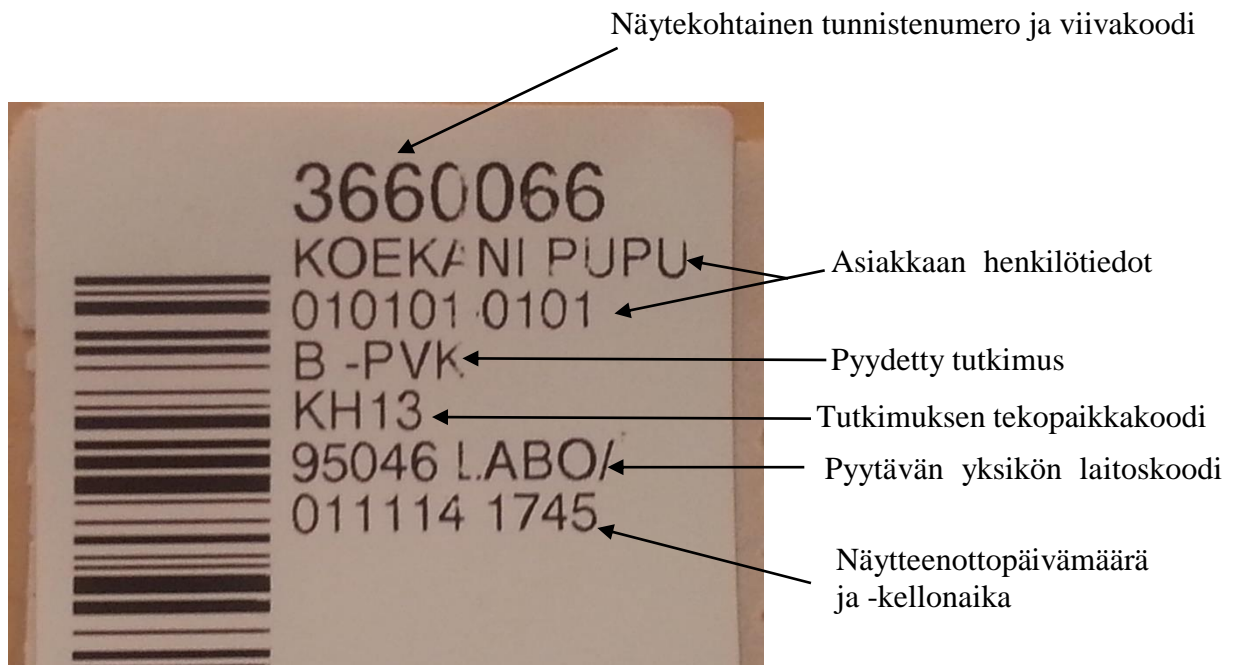 Näytekohtainen tunnistenumero ja viivakoodi
3660066
KOEKANI PUPU
Asiakkaan henkilötiedot
010101-0101
B -PVK
Pyydetty tutkimus
KH13
Tutkimuksen tekopaikkakoodi
95046 LABO/
Pyytävän yksikön laitoskoodi
011114 1745
Näytteenottopäivämäärä
ja -kellonaika